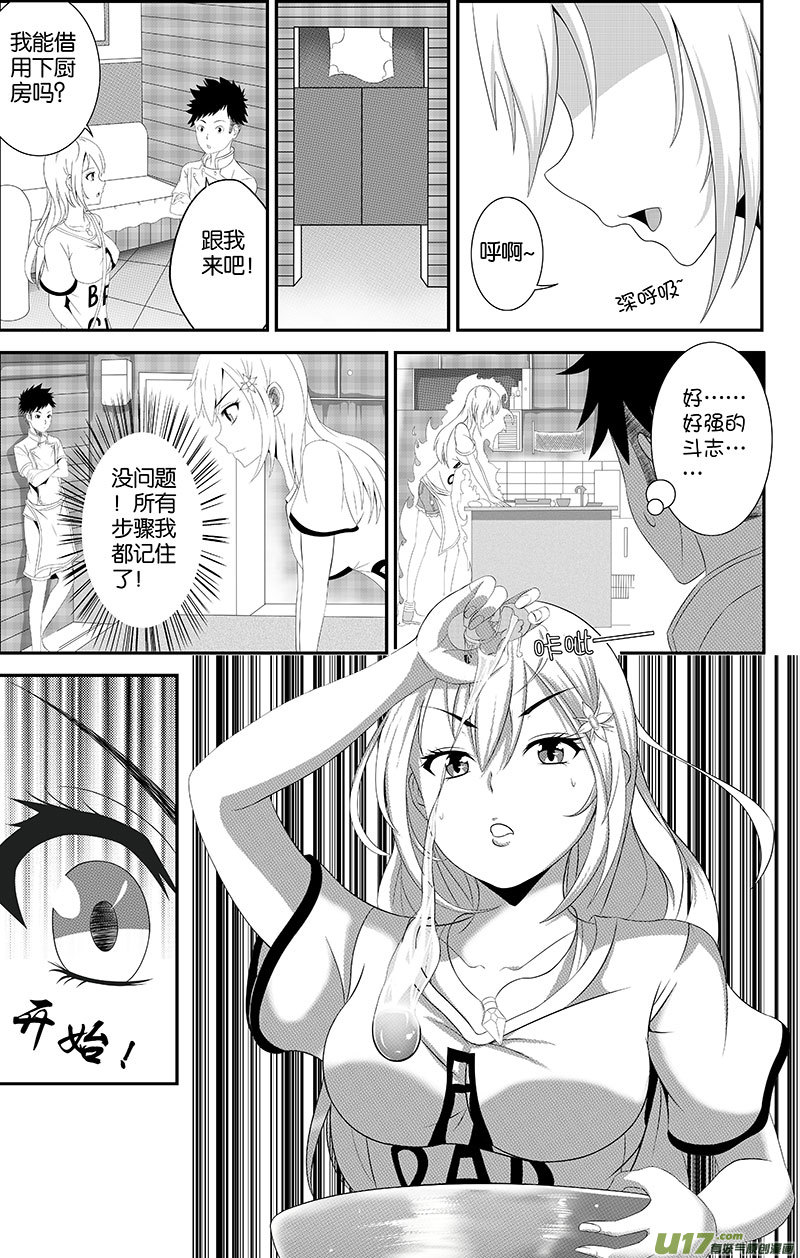 我能借
用下厨
房吗？
跟我
来吧！
呼啊~
深呼吸~
没问题
！所有
步骤我
都记住
了！
好……
好强的
斗志…
…
咔呲——
开始！
A
BAD
U17.com
有妖气原创漫画